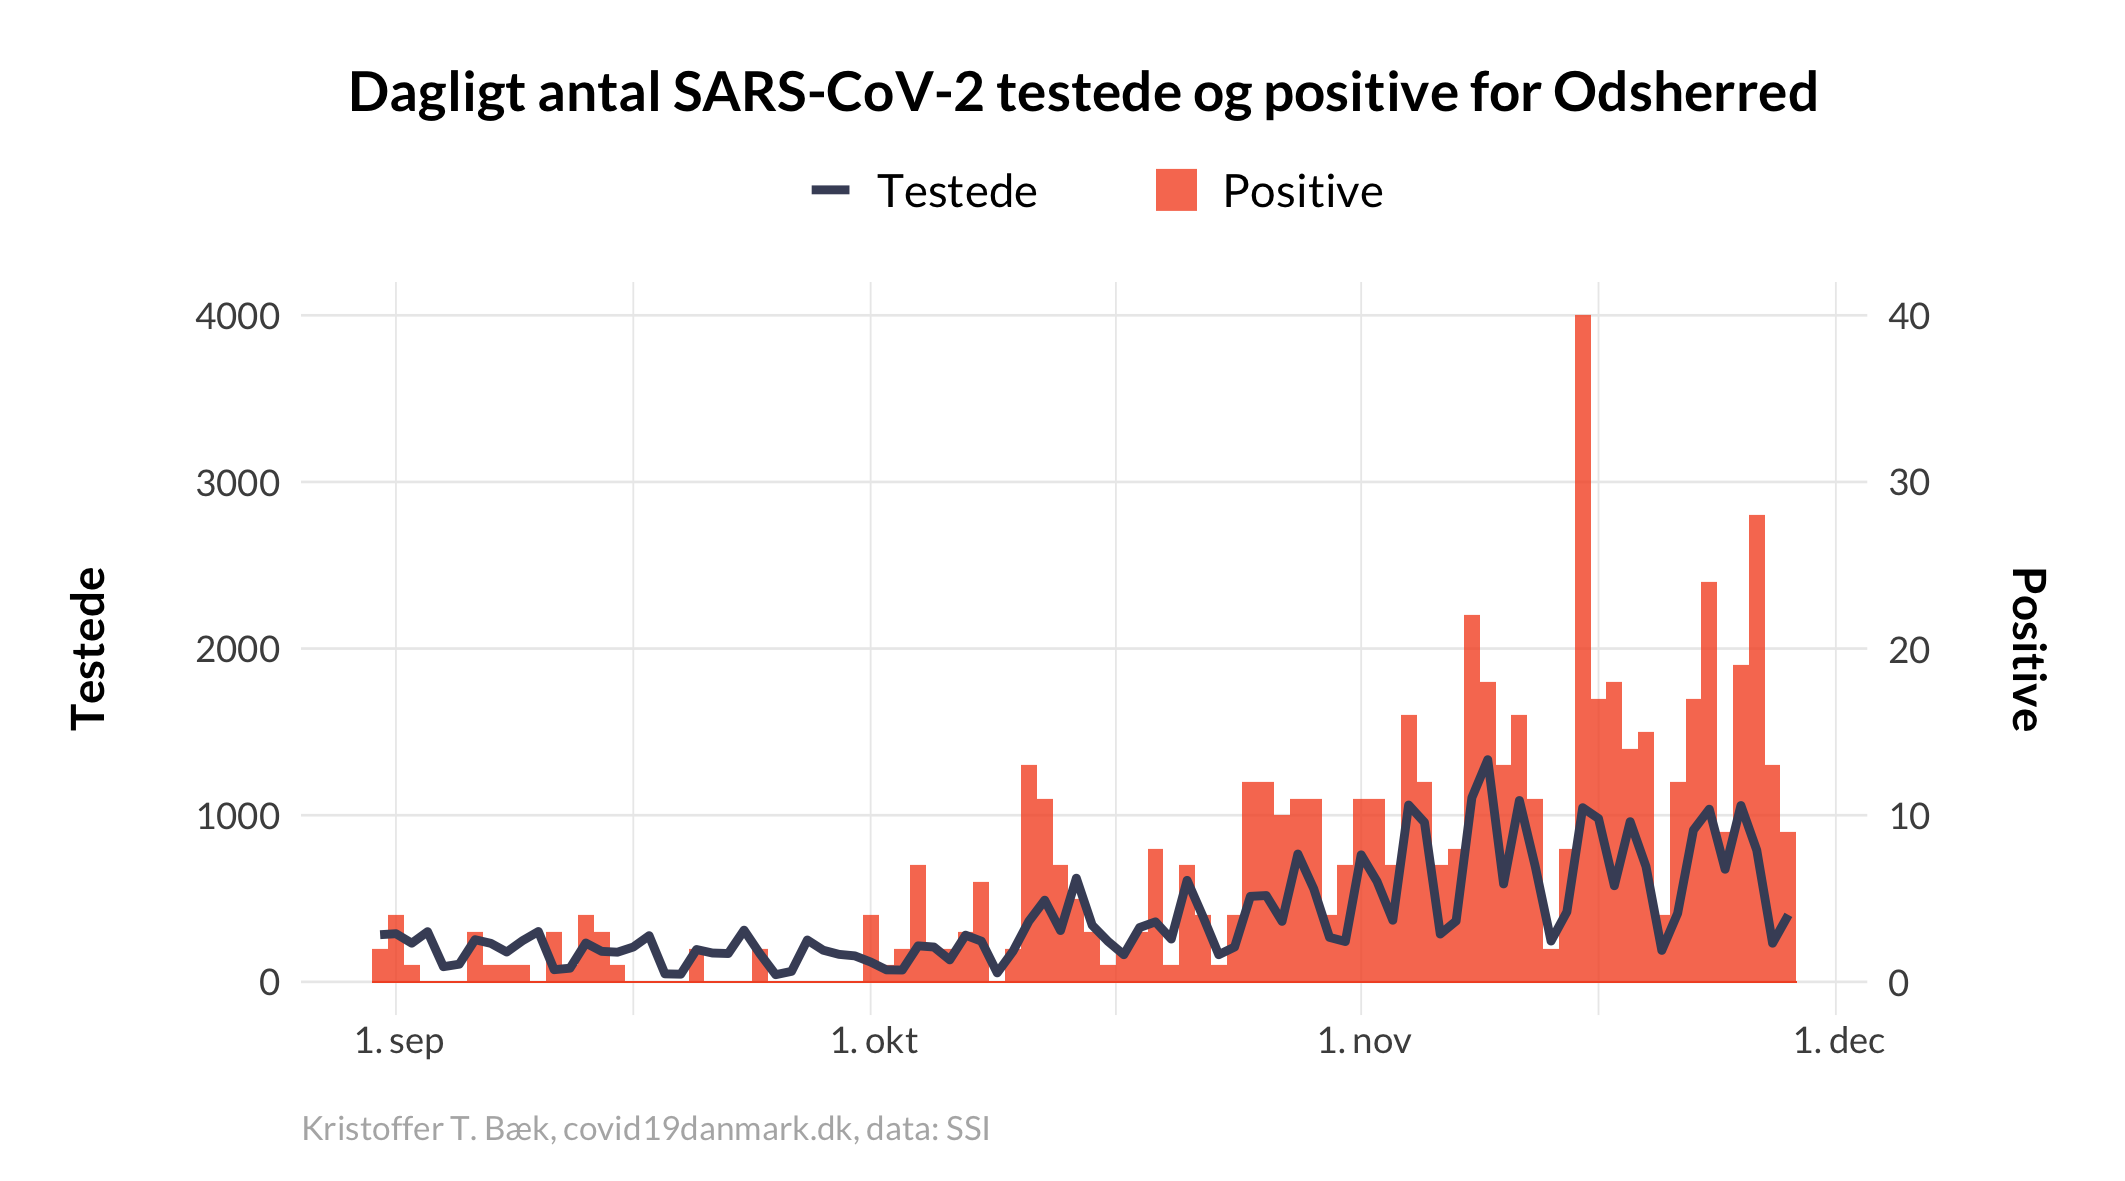 Dagligt antal SARS-CoV-2 testede og positive for Odsherred
Testede Positive
4000 40
3000 30
2000 20
1000 10
0 0
Testede
Positive
1. sep 1. okt 1. nov 1. dec
Kristoffer T. Bæk, covid19danmark.dk, data: SSI